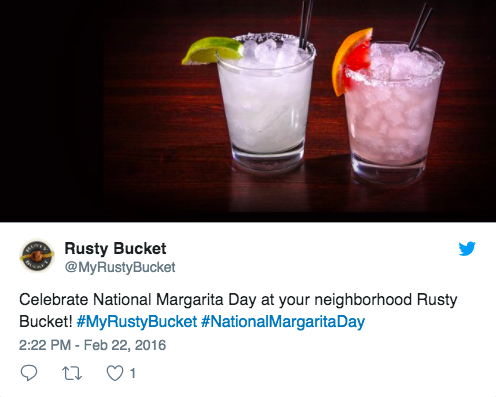 Rusty Bucket
@MyRustyBucket
Celebrate National Margarita Day at your neighborhood Rusty
Bucket! #MyRustyBucket #NationalMargaritaDay
2:22 PM - Feb 22, 2016
1